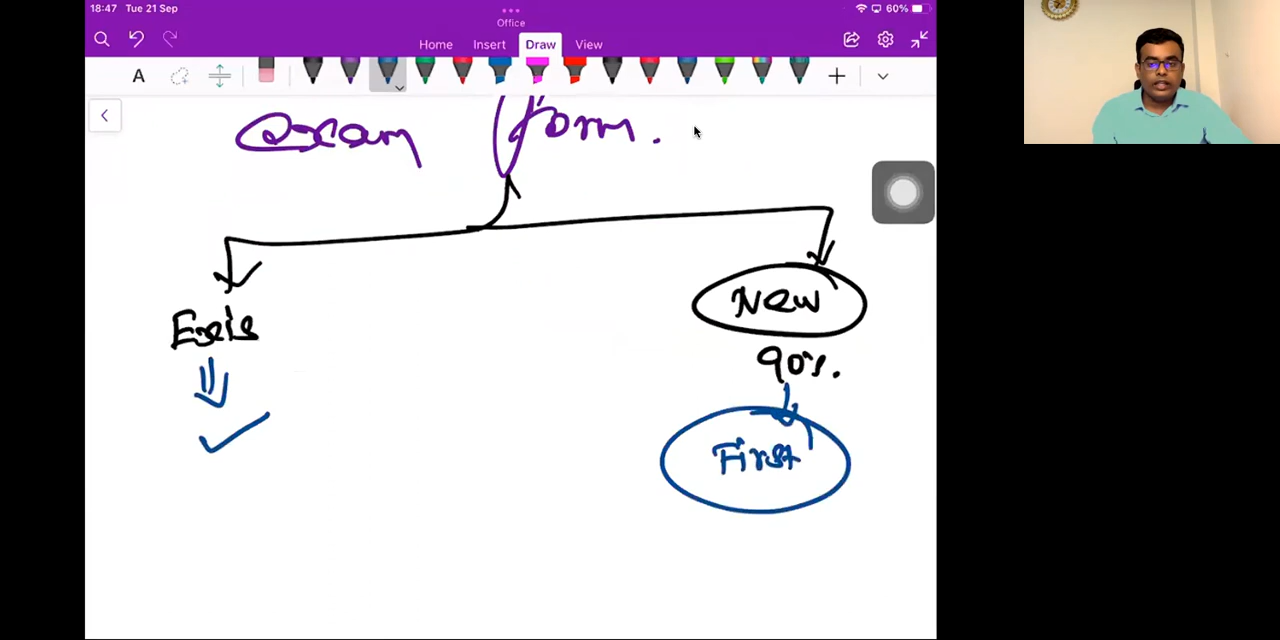 18:47 Tue 21 Sep
60%
Office
Home Insert Draw View
A
exam form.
Exis
New
90%.
First